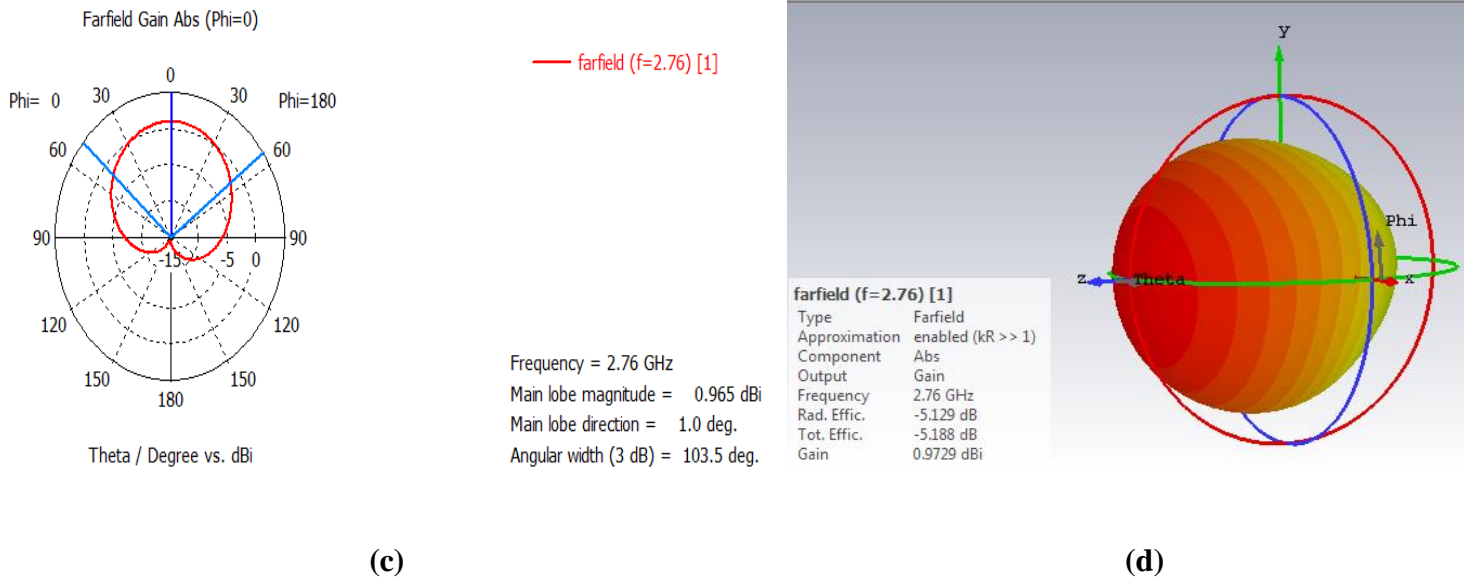 Farfield Gain Abs (Phi=0)
farfield (f=2.76) [1]
0
Phi= 0
30
30
Phi=180
60
60
90
-15
-5
0
90
120
120
150
150
180
Theta / Degree vs. dBi
Frequency = 2.76 GHz
Main lobe magnitude = 0.965 dBi
Main lobe direction = 1.0 deg.
Angular width (3 dB) = 103.5 deg.
(c)
y
Phi
z
Theta
x
farfield (f=2.76) [1]
Type Farfield
Approximation enabled (kR >> 1)
Component Abs
Output Gain
Frequency 2.76 GHz
Rad. Effic. -5.129 dB
Tot. Effic. -5.188 dB
Gain 0.9729 dBi
(d)